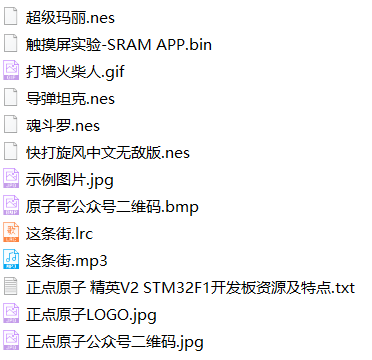 超级玛丽.nes
触摸屏实验-SRAM APP.bin
打墙火柴人.gif
导弹坦克.nes
魂斗罗.nes
快打旋风中文无敌版.nes
示例图片.jpg
原子哥公众号二维码.bmp
这条街.lrc
这条街.mp3
正点原子 精英V2 STM32F1开发板资源及特点.txt
正点原子LOGO.jpg
正点原子公众号二维码.jpg